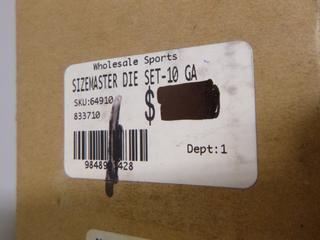 Wholesale Sports
SIZEMASTER DIE SET-10 GA
SKU:64910
833710
$
Dept:1